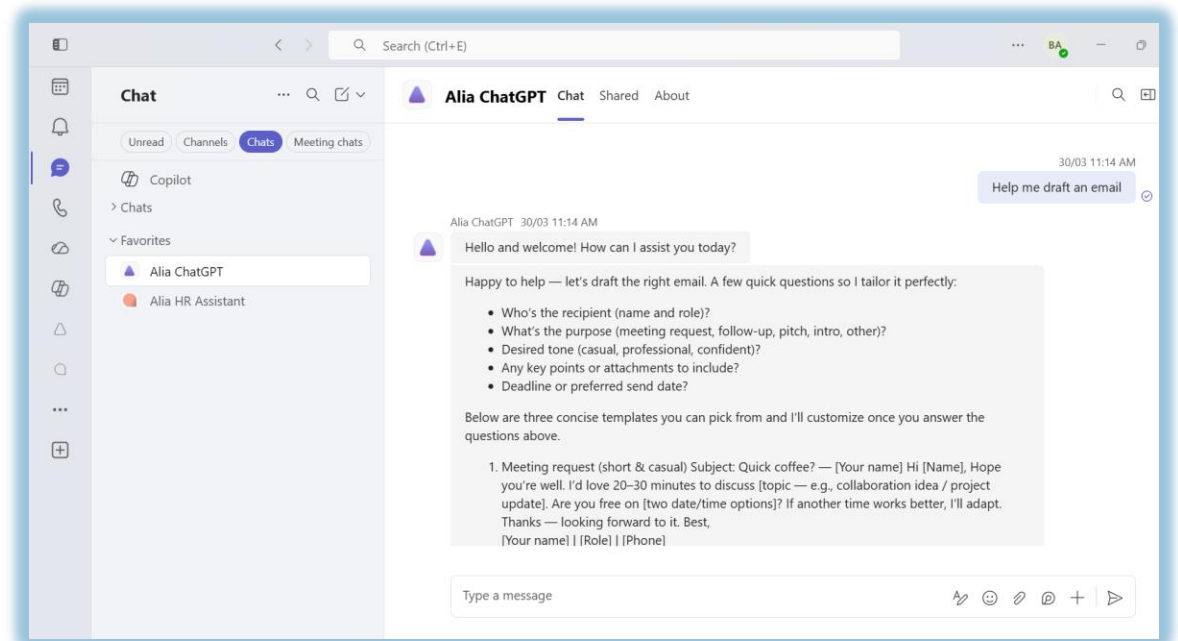 Search (Ctrl+E)
BA
Chat
Unread
Channels
Chats
Meeting chats
Copilot
Chats
Favorites
Alia ChatGPT
Alia HR Assistant
Alia ChatGPT Chat Shared About
30/03 11:14 AM
Help me draft an email
Alia ChatGPT 30/03 11:14 AM
Hello and welcome! How can I assist you today?
Happy to help — let's draft the right email. A few quick questions so I tailor it perfectly:
• Who's the recipient (name and role)?
• What's the purpose (meeting request, follow-up, pitch, intro, other)?
• Desired tone (casual, professional, confident)?
• Any key points or attachments to include?
• Deadline or preferred send date?
Below are three concise templates you can pick from and I'll customize once you answer the
questions above.
1. Meeting request (short & casual) Subject: Quick coffee? — [Your name] Hi [Name], Hope
you're well. I'd love 20–30 minutes to discuss [topic — e.g., collaboration idea / project
update]. Are you free on [two date/time options]? If another time works better, I'll adapt.
Thanks — looking forward to it. Best,
[Your name] | [Role] | [Phone]
Type a message